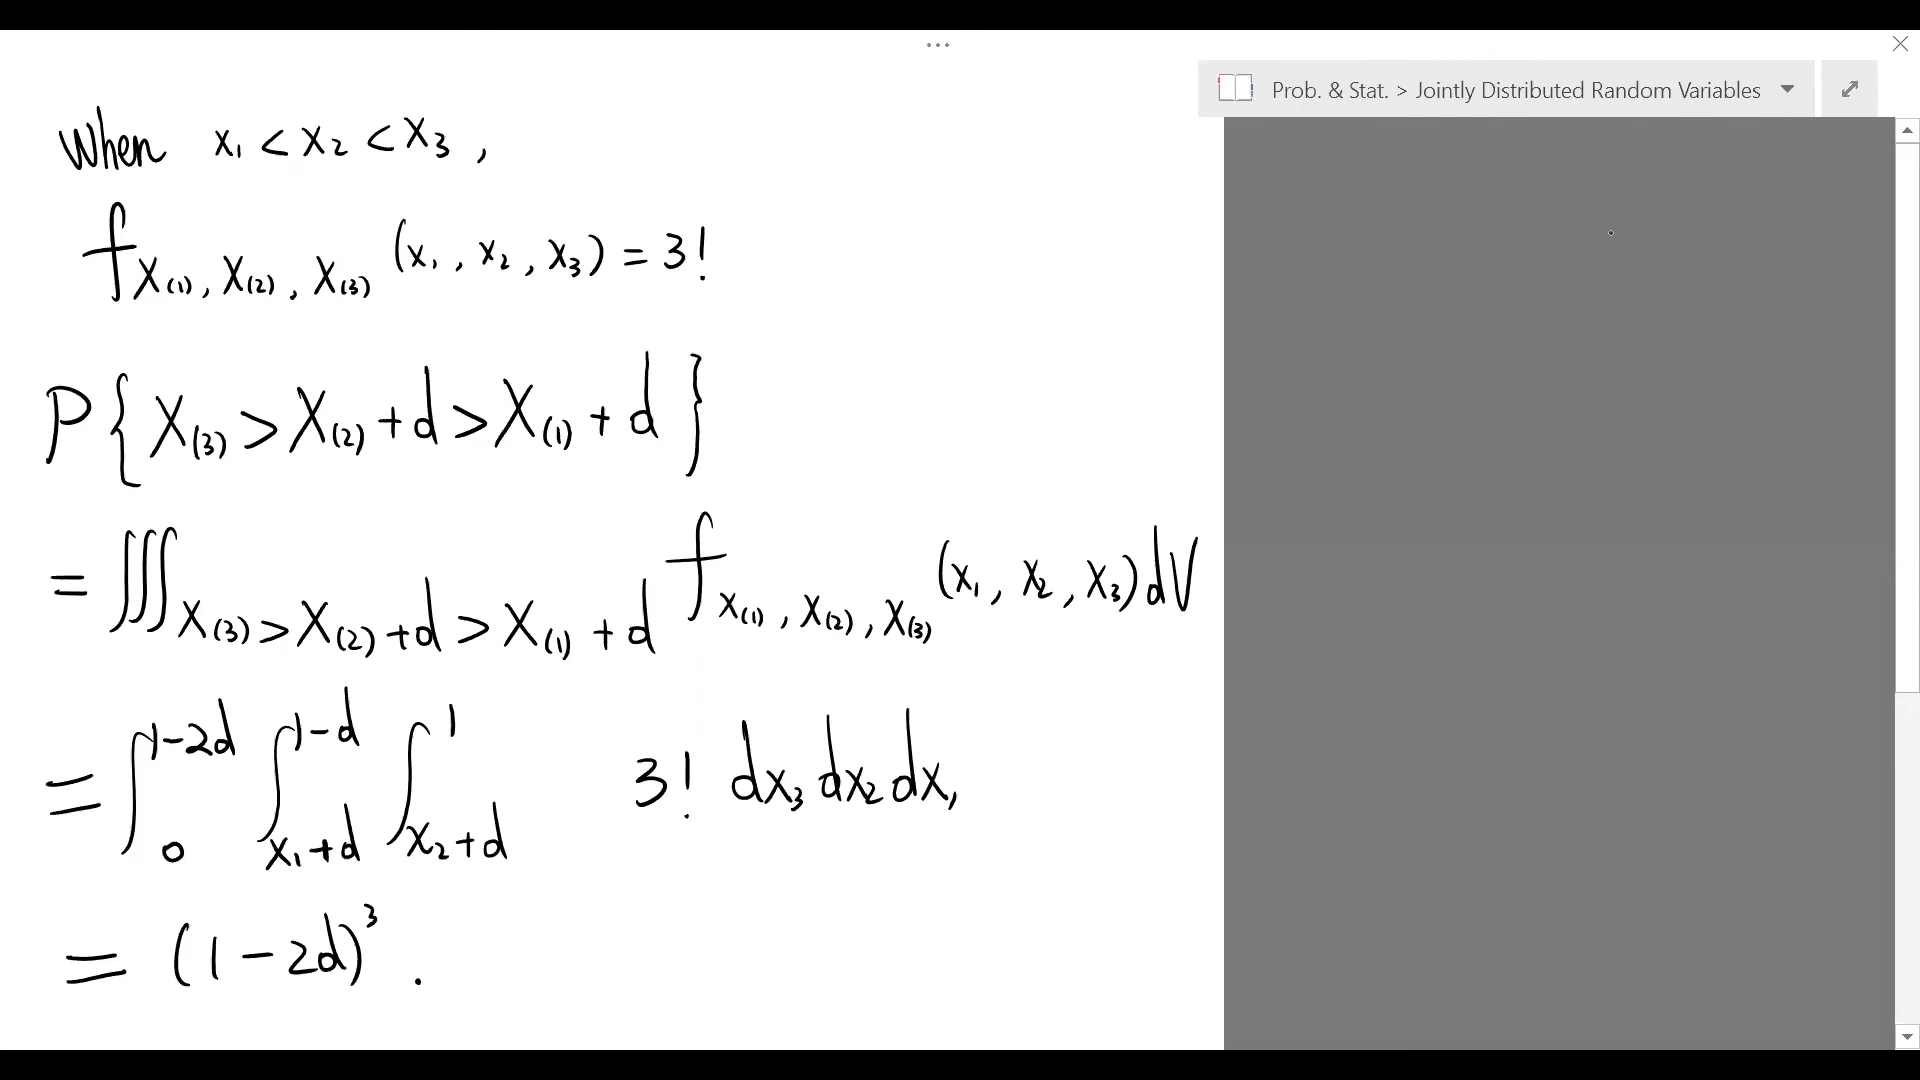 ...
Prob. & Stat. > Jointly Distributed Random Variables
When x₁ < x₂ < x₃ ,
f_{X₍₁₎, X₍₂₎, X₍₃₎} (x₁, x₂, x₃) = 3!
P{ X₍₃₎ > X₍₂₎ + d > X₍₁₎ + d }
= ∭_{X₍₃₎ > X₍₂₎ + d > X₍₁₎ + d} f_{X₍₁₎, X₍₂₎, X₍₃₎} (x₁, x₂, x₃) dV
= ∫_0^{1-2d} ∫_{x₁+d}^{1-d} ∫_{x₂+d}^{1} 3! dx₃ dx₂ dx₁
= (1 - 2d)³ .